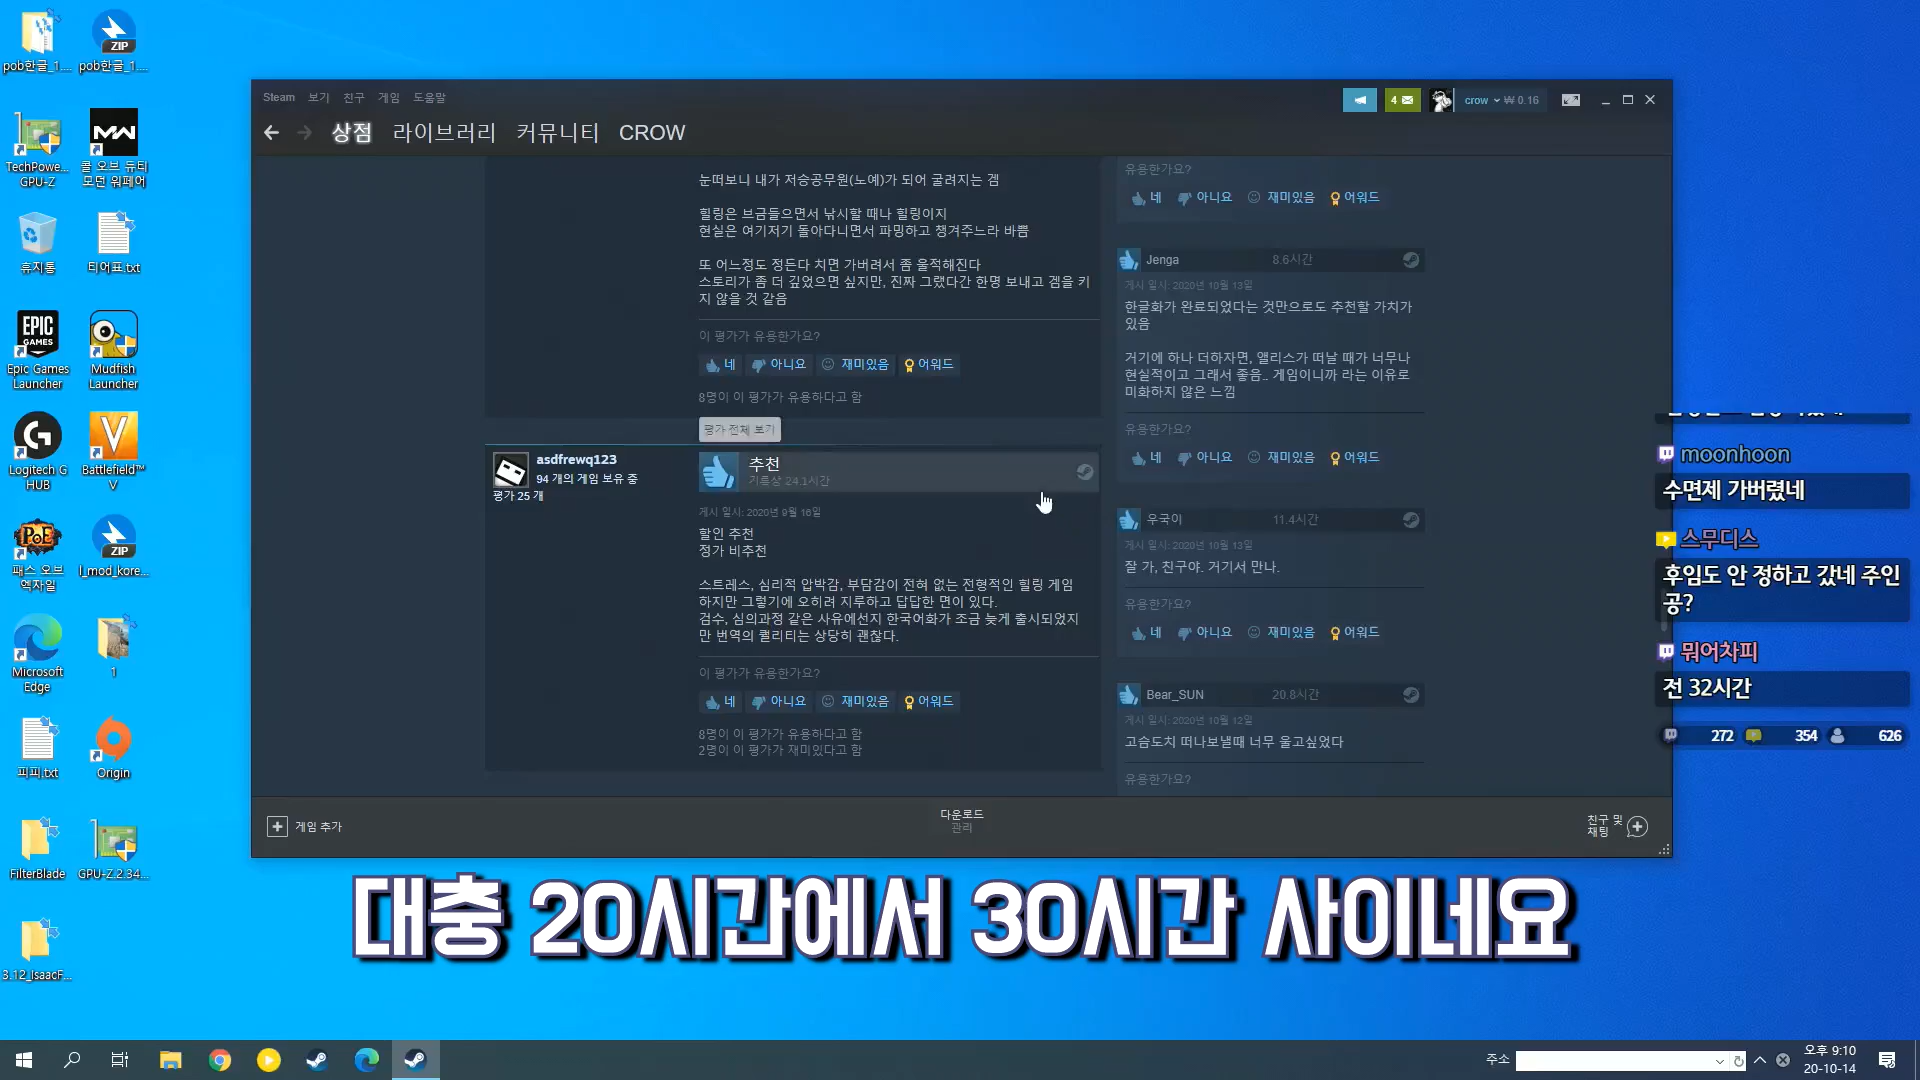 pob한글_1....
pob한글_1....
TechPowe...
GPU-Z
콜 오브 듀티
모던 워페어
휴지통
티어표.txt
Epic Games
Launcher
Mudfish
Launcher
Logitech G
HUB
Battlefield™
V
패스 오브
엑자일
l_mod_kore...
Microsoft
Edge
1
피피.txt
Origin
FilterBlade
GPU-Z.2.34...
3.12_IsaacF...
Steam 보기 친구 게임 도움말
4
crow ₩ 0.16
상점 라이브러리 커뮤니티 CROW
눈떠보니 내가 저승공무원(노예)가 되어 굴려지는 겜
힐링은 브금들으면서 낚시할 때나 힐링이지
현실은 여기저기 돌아다니면서 파밍하고 챙겨주느라 바쁨
또 어느정도 정든다 치면 가버려서 좀 울적해진다
스토리가 좀 더 깊었으면 싶지만, 진짜 그랬다간 한명 보내고 겜을 키
지 않을 것 같음
이 평가가 유용한가요?
네 아니요 재미있음 어워드
8명이 이 평가가 유용하다고 함
평가 전체 보기
asdfrewq123
94 개의 게임 보유 중
평가 25 개
추천
기록상 24.1시간
게시 일시: 2020년 9월 16일
할인 추천
정가 비추천
스트레스, 심리적 압박감, 부담감이 전혀 없는 전형적인 힐링 게임
하지만 그렇기에 오히려 지루하고 답답한 면이 있다.
검수, 심의과정 같은 사유에선지 한국어화가 조금 늦게 출시되었지
만 번역의 퀄리티는 상당히 괜찮다.
이 평가가 유용한가요?
네 아니요 재미있음 어워드
8명이 이 평가가 유용하다고 함
2명이 이 평가가 재미있다고 함
유용한가요?
네 아니요 재미있음 어워드
Jenga 8.6시간
게시 일시: 2020년 10월 13일
한글화가 완료되었다는 것만으로도 추천할 가치가
있음
거기에 하나 더하자면, 앨리스가 떠날 때가 너무나
현실적이고 그래서 좋음.. 게임이니까 라는 이유로
미화하지 않은 느낌
유용한가요?
네 아니요 재미있음 어워드
우국이 11.4시간
게시 일시: 2020년 10월 13일
잘 가, 친구야. 거기서 만나.
유용한가요?
네 아니요 재미있음 어워드
Bear_SUN 20.8시간
게시 일시: 2020년 10월 12일
고슴도치 떠나보낼때 너무 울고싶었다
유용한가요?
게임 추가
다운로드
관리
친구 및
채팅
moonhoon
수면제 가버렸네
스무디스
후임도 안 정하고 갔네 주인
공?
뭐어차피
전 32시간
272 354 626
대충 20시간에서 30시간 사이네요
ZIP
ZIP
EPIC
GAMES
PoE
주소
오후 9:10
20-10-14